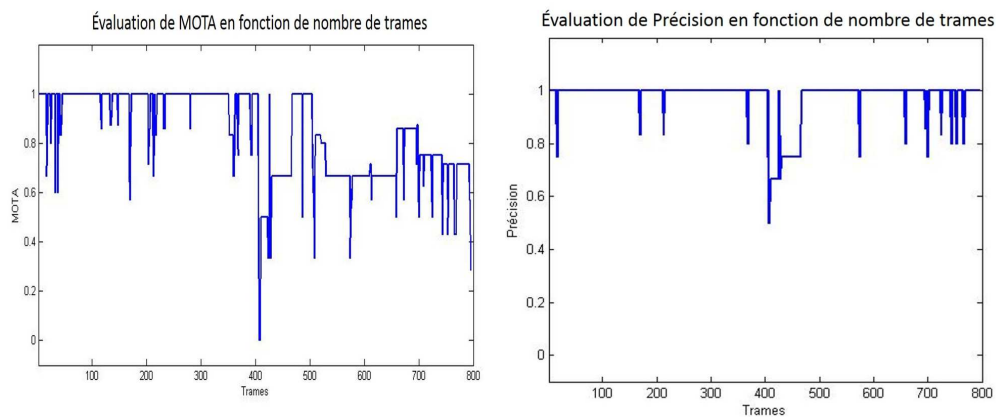 Évaluation de MOTA en fonction de nombre de trames
1
0.8
0.6
0.4
0.2
0
MOTA
100 200 300 400 500 600 700 800
Trames
Évaluation de Précision en fonction de nombre de trames
1
0.8
0.6
0.4
0.2
0
Précision
100 200 300 400 500 600 700 800
Trames